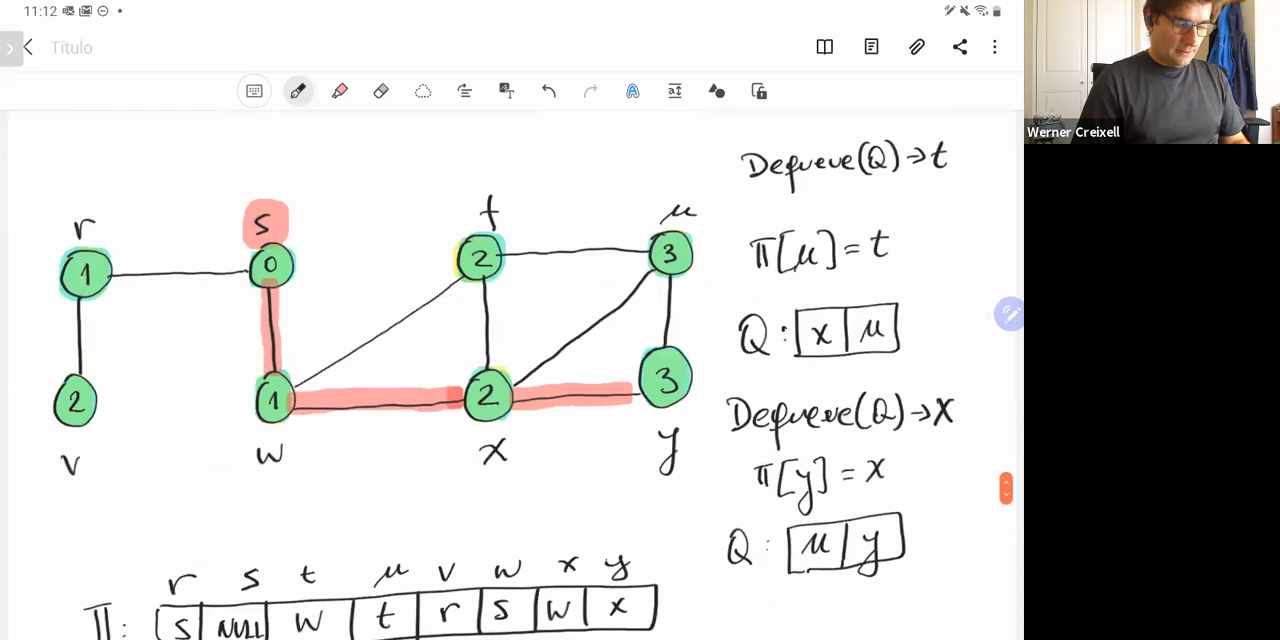 11:12
Título
Werner Creixell
Dequeue(Q) → t
r s t μ
1 0 2 3
π[μ] = t
Q : x μ
2 1 2 3
Dequeue(Q) → x
v w x y
π[y] = x
Q : μ y
r s t μ v w x y
π : s NULL w t r s w x